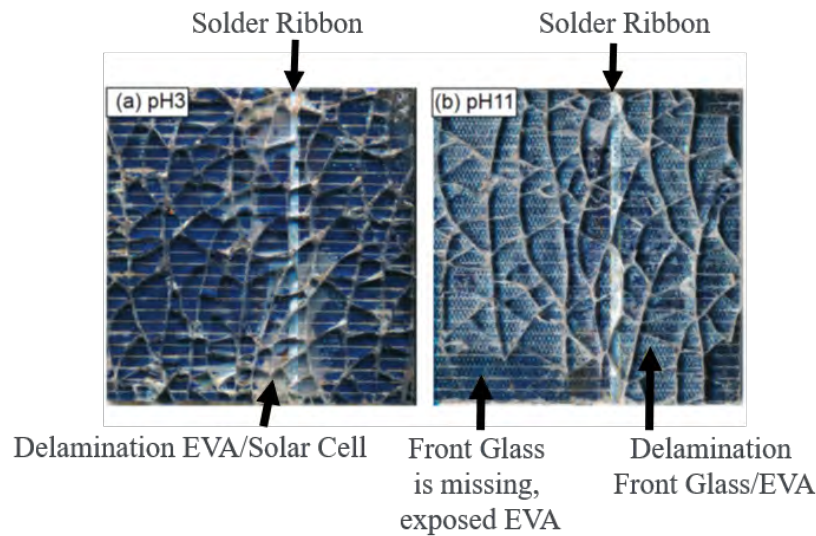 Solder Ribbon
Solder Ribbon
(a) pH3
(b) pH11
Delamination EVA/Solar Cell
Front Glass
is missing,
exposed EVA
Delamination
Front Glass/EVA